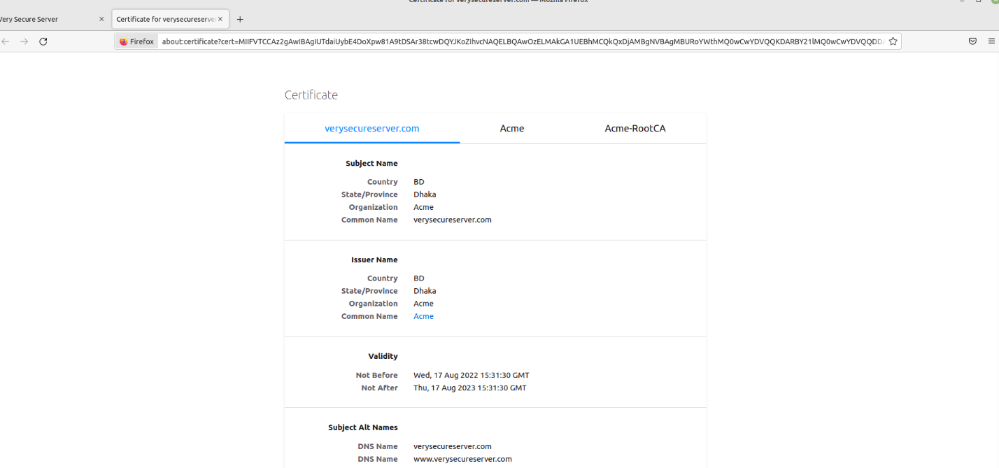 Certificate for verysecureserver.com — Mozilla Firefox
Very Secure Server
Certificate for verysecureserver
Firefox about:certificate?cert=MIIFVTCCAz2gAwIBAgIUTdaiUybE4DoXpw81A9tDSAr38tcwDQYJKoZIhvcNAQELBQAwOzELMAkGA1UEBhMCQkQxDjAMBgNVBAgMBURoYWthMQ0wCwYDVQQKDARBY21lMQ0wCwYDVQQDDA
Certificate
verysecureserver.com Acme Acme-RootCA
Subject Name
Country BD
State/Province Dhaka
Organization Acme
Common Name verysecureserver.com
Issuer Name
Country BD
State/Province Dhaka
Organization Acme
Common Name Acme
Validity
Not Before Wed, 17 Aug 2022 15:31:30 GMT
Not After Thu, 17 Aug 2023 15:31:30 GMT
Subject Alt Names
DNS Name verysecureserver.com
DNS Name www.verysecureserver.com